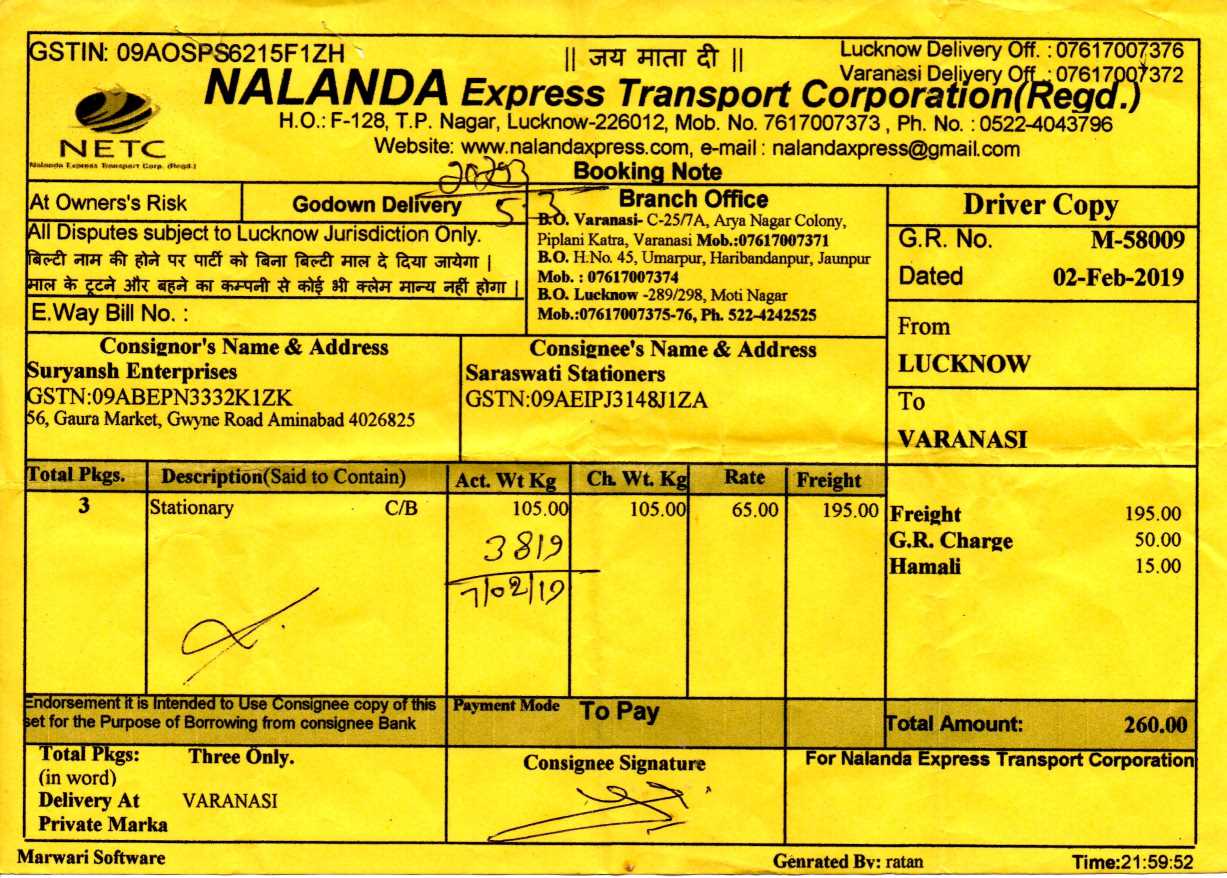 GSTIN: 09AOSPS6215F1ZH
|| जय माता दी ||
Lucknow Delivery Off. : 07617007376
Varanasi Delivery Off. : 07617007372
NALANDA Express Transport Corporation(Regd.)
H.O.: F-128, T.P. Nagar, Lucknow-226012, Mob. No. 7617007373 , Ph. No. : 0522-4043796
NETC
Nalanda Express Transport Corp. (Regd.)
Website: www.nalandaxpress.com, e-mail : nalandaxpress@gmail.com
Booking Note
20293
5-3
At Owners's Risk
Godown Delivery
All Disputes subject to Lucknow Jurisdiction Only.
बिल्टी नाम की होने पर पार्टी को बिना बिल्टी माल दे दिया जायेगा |
माल के टूटने और बहने का कम्पनी से कोई भी क्लेम मान्य नहीं होगा |
E.Way Bill No. :
Branch Office
B.O. Varanasi- C-25/7A, Arya Nagar Colony,
Piplani Katra, Varanasi Mob.:07617007371
B.O. H.No. 45, Umarpur, Haribandanpur, Jaunpur
Mob. : 07617007374
B.O. Lucknow -289/298, Moti Nagar
Mob.:07617007375-76, Ph. 522-4242525
Driver Copy
G.R. No. M-58009
Dated 02-Feb-2019
From
LUCKNOW
To
VARANASI
Consignor's Name & Address
Suryansh Enterprises
GSTN:09ABEPN3332K1ZK
56, Gaura Market, Gwyne Road Aminabad 4026825
Consignee's Name & Address
Saraswati Stationers
GSTN:09AEIPJ3148J1ZA
Total Pkgs. Description(Said to Contain) Act. Wt Kg Ch. Wt. Kg Rate Freight
3 Stationary C/B 105.00 105.00 65.00 195.00
3819
7/02/19
Freight 195.00
G.R. Charge 50.00
Hamali 15.00
Endorsement it is Intended to Use Consignee copy of this
set for the Purpose of Borrowing from consignee Bank
Payment Mode To Pay
Total Amount: 260.00
Total Pkgs: Three Only.
(in word)
Delivery At VARANASI
Private Marka
Consignee Signature
For Nalanda Express Transport Corporation
Marwari Software
Genrated By: ratan
Time:21:59:52